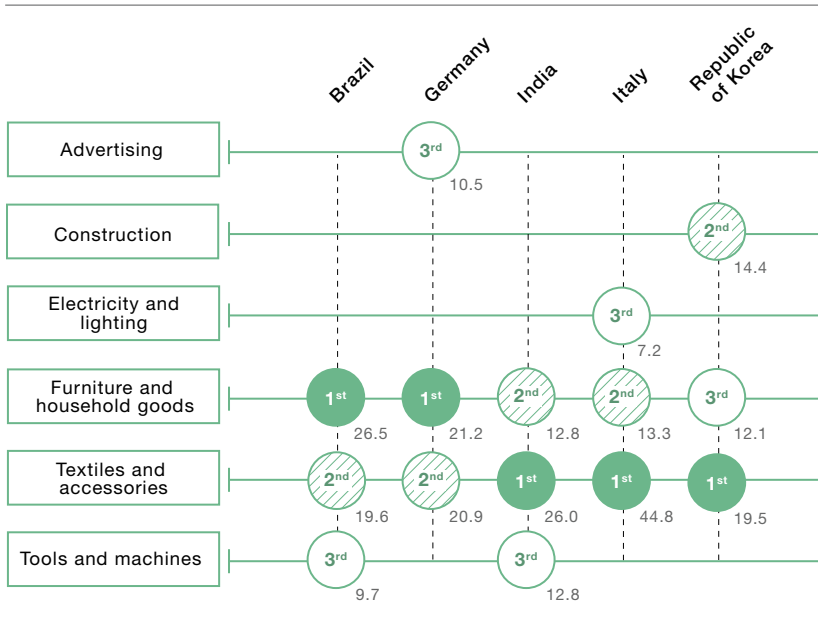 Brazil
Germany
India
Italy
Republic
of Korea
Advertising
3rd
10.5
Construction
2nd
14.4
Electricity and
lighting
3rd
7.2
Furniture and
household goods
1st
26.5
1st
21.2
2nd
12.8
2nd
13.3
3rd
12.1
Textiles and
accessories
2nd
19.6
2nd
20.9
1st
26.0
1st
44.8
1st
19.5
Tools and machines
3rd
9.7
3rd
12.8